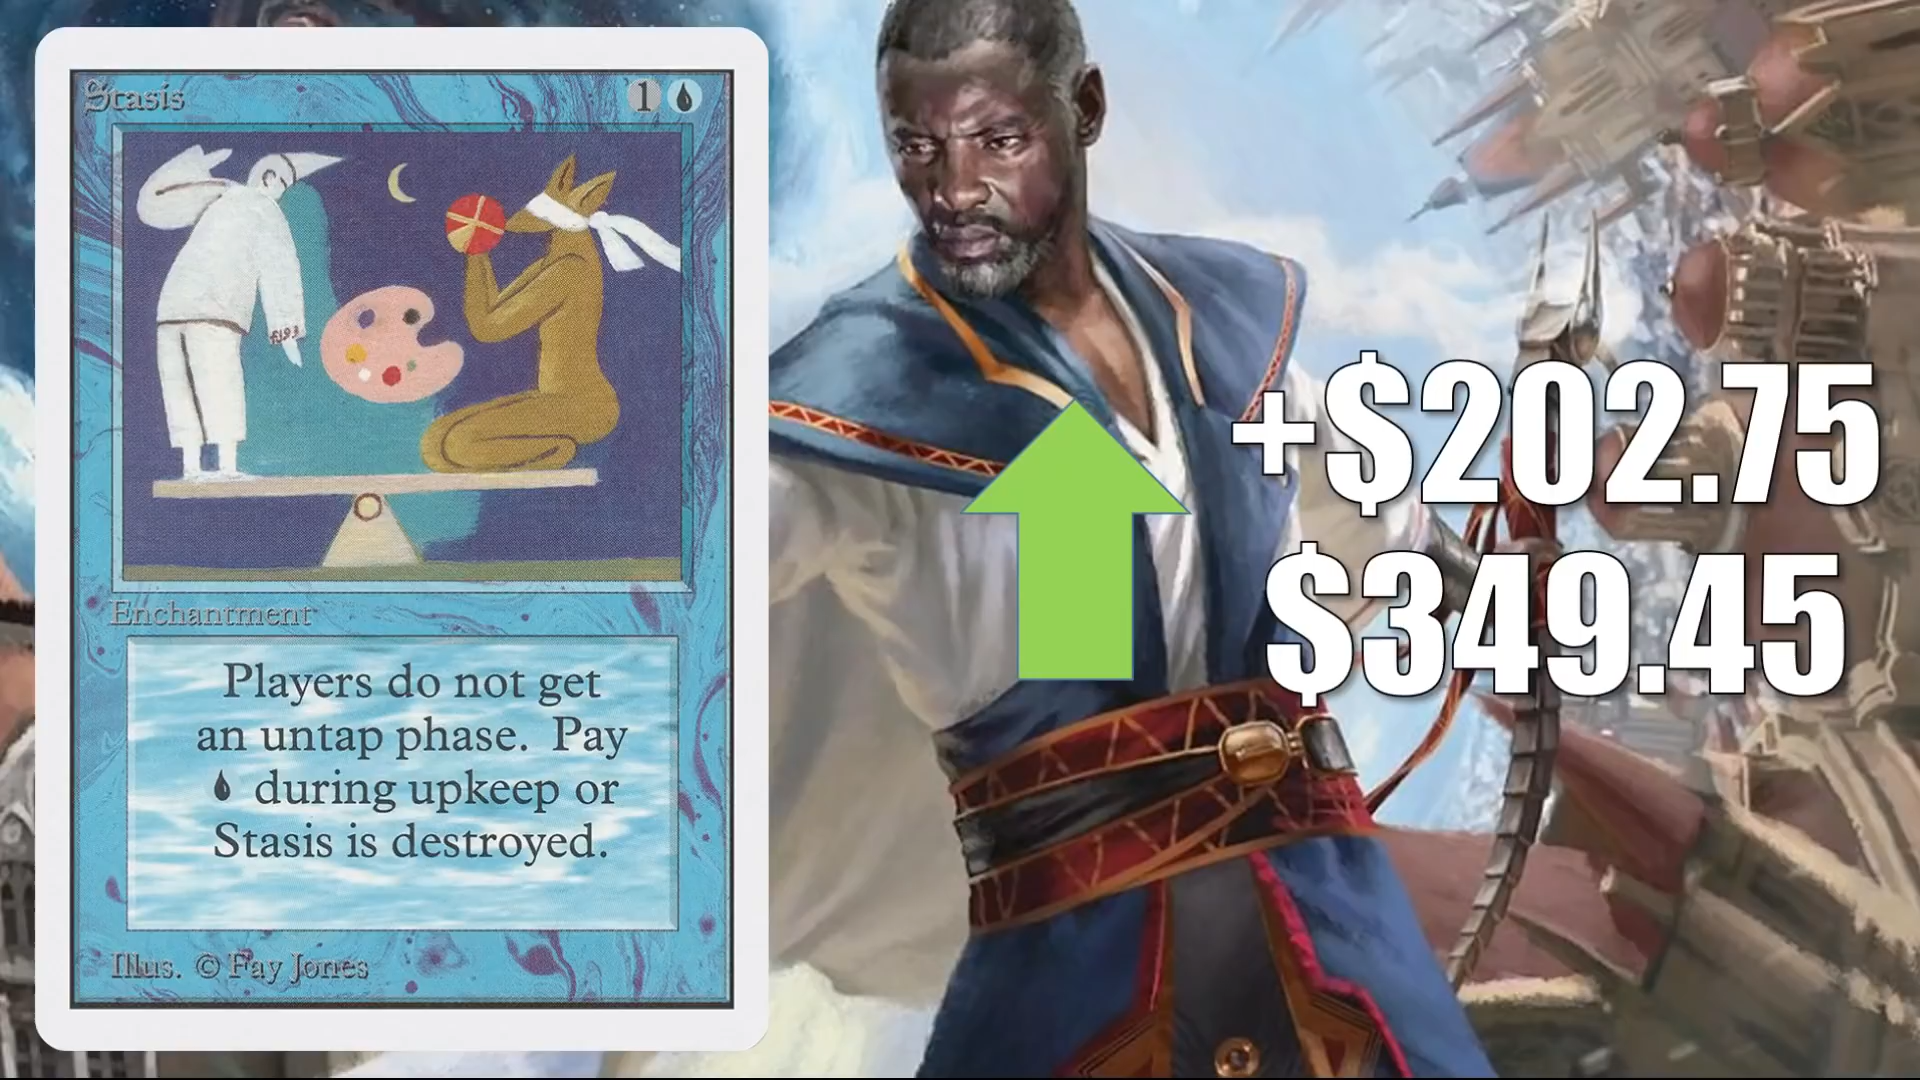 Stasis 1
f193
Enchantment
Players do not get
an untap phase. Pay
during upkeep or
Stasis is destroyed.
Illus. © Fay Jones
+$202.75
$349.45